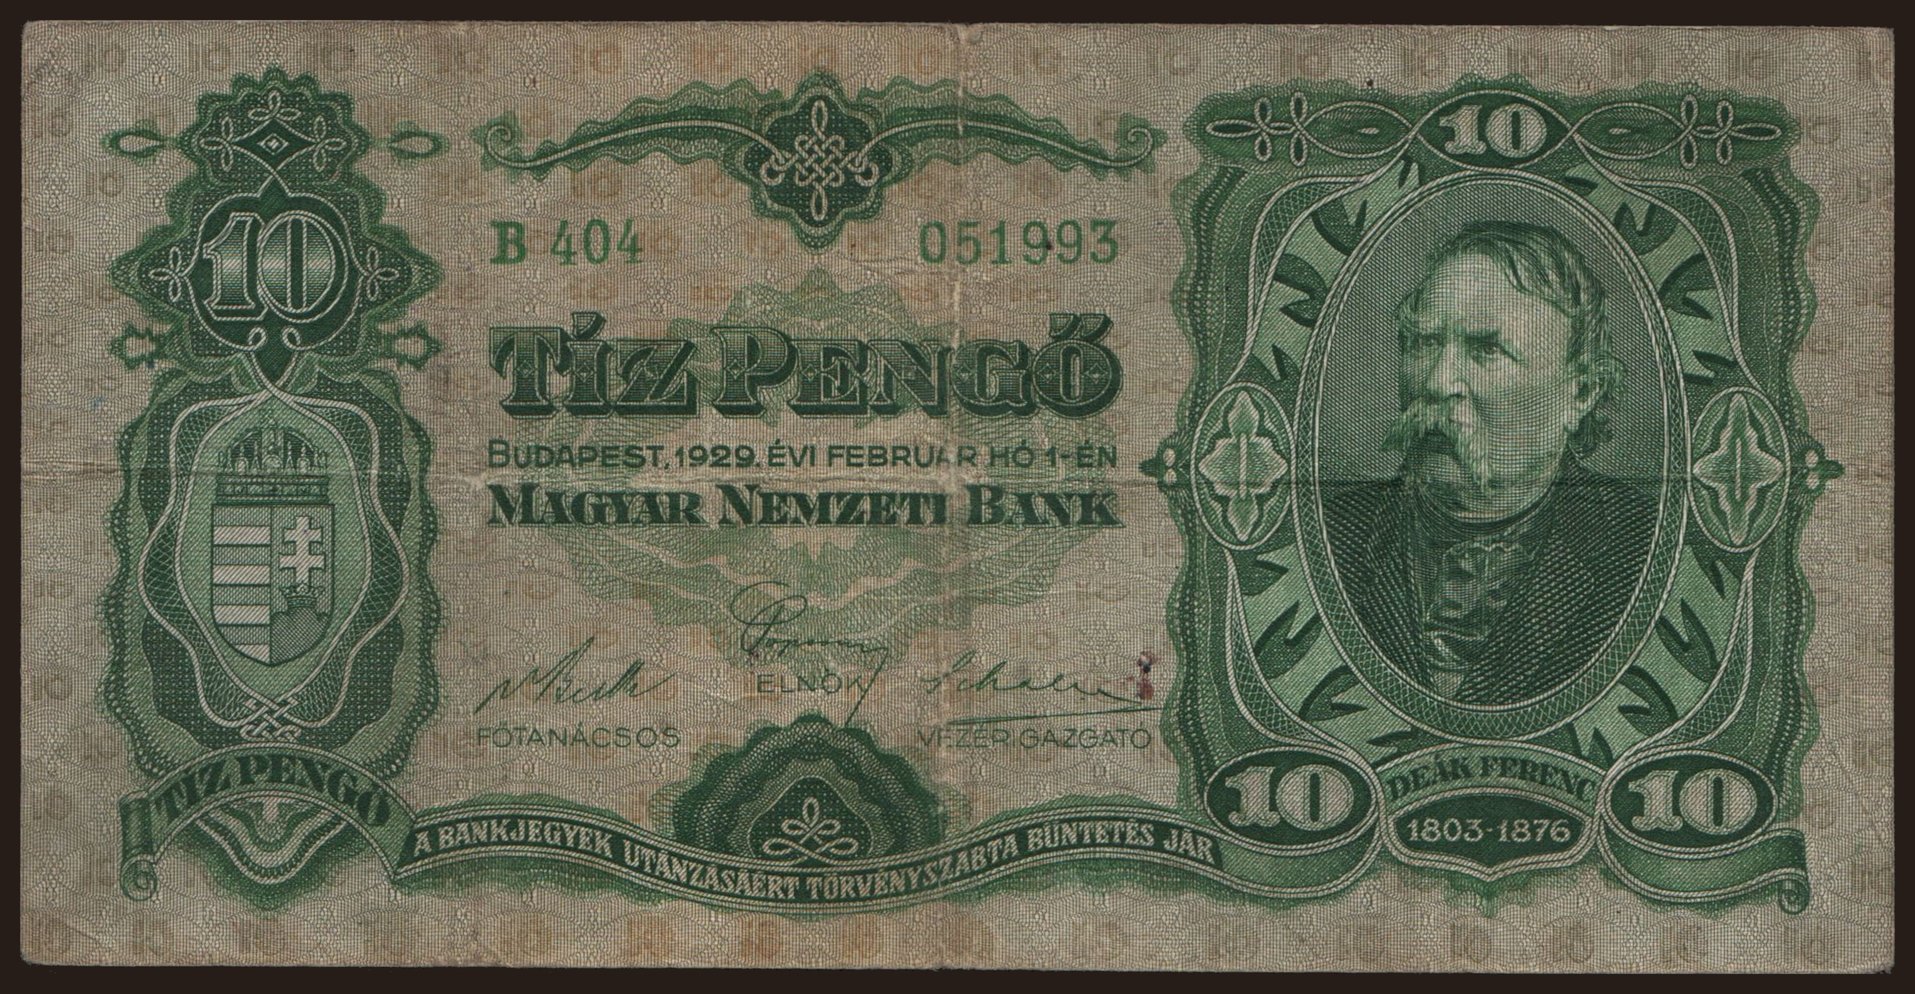 10
10
B 404 051993
TÍZ PENGŐ
BUDAPEST, 1929. ÉVI FEBRUÁR HÓ 1-ÉN
MAGYAR NEMZETI BANK
ELNÖK
FŐTANÁCSOS
VEZÉRIGAZGATÓ
TÍZ PENGŐ
A BANKJEGYEK UTÁNZÁSÁÉRT TÖRVÉNYSZABTA BÜNTETÉS JÁR
10
DEÁK FERENC
10
1803-1876